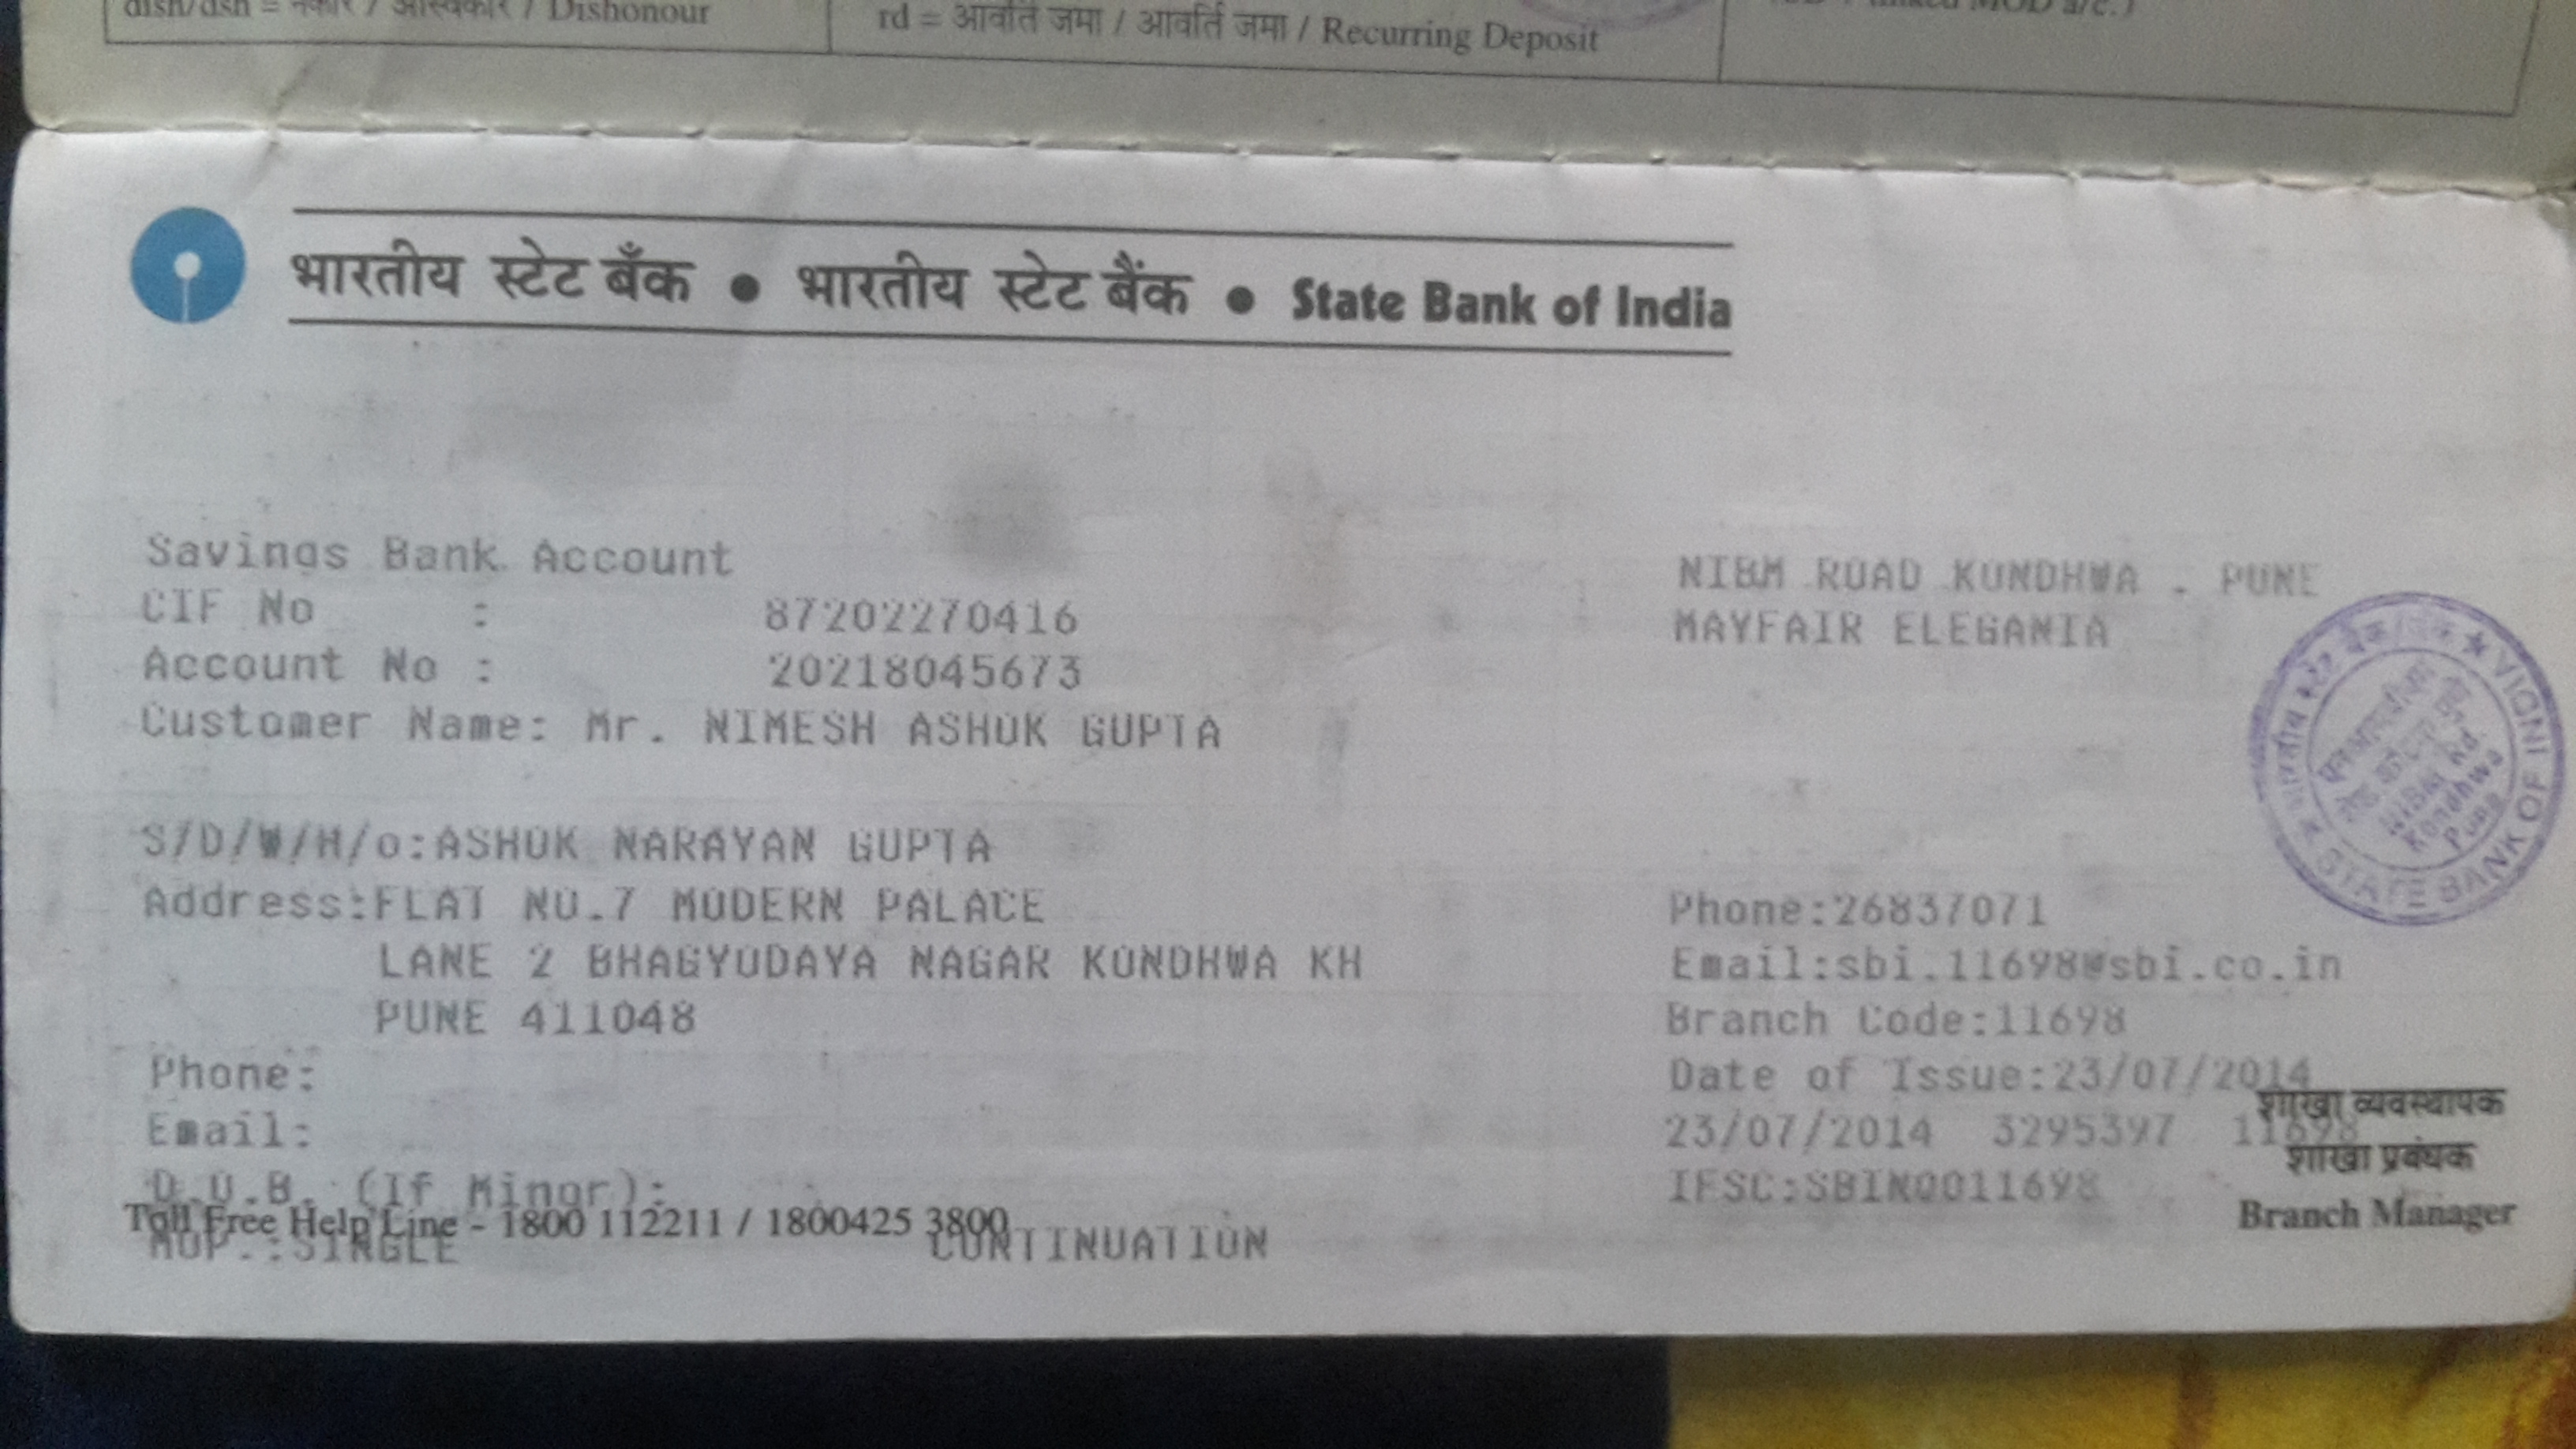 dish/dsh = नकार / अस्विकार / Dishonour
rd = आवर्ति जमा / आवर्ति जमा / Recurring Deposit
MOD a/c.)
भारतीय स्टेट बँक • भारतीय स्टेट बैंक • State Bank of India
Savings Bank Account
CIF No : 87202270416
Account No : 20218045673
Customer Name: Mr. NIMESH ASHOK GUPTA
S/D/W/H/o:ASHOK NARAYAN GUPTA
Address:FLAT NO.7 MODERN PALACE
LANE 2 BHAGYODAYA NAGAR KONDHWA KH
PUNE 411048
Phone:
Email:
D.O.B. (If Minor):
Toll Free Help Line - 1800 112211 / 1800425 3800
MOP.:SINGLE CONTINUATION
NIBM ROAD KONDHWA - PUNE
MAYFAIR ELEGANTA
भारतीय स्टेट बैंक ★ STATE BANK OF
NIBM Rd.
Kondhwa
Pune
Phone:26837071
Email:sbi.11698@sbi.co.in
Branch Code:11698
Date of Issue:23/07/2014
23/07/2014 3295397 11698
IFSC:SBIN0011698
शाखा व्यवस्थापक
शाखा प्रबंधक
Branch Manager